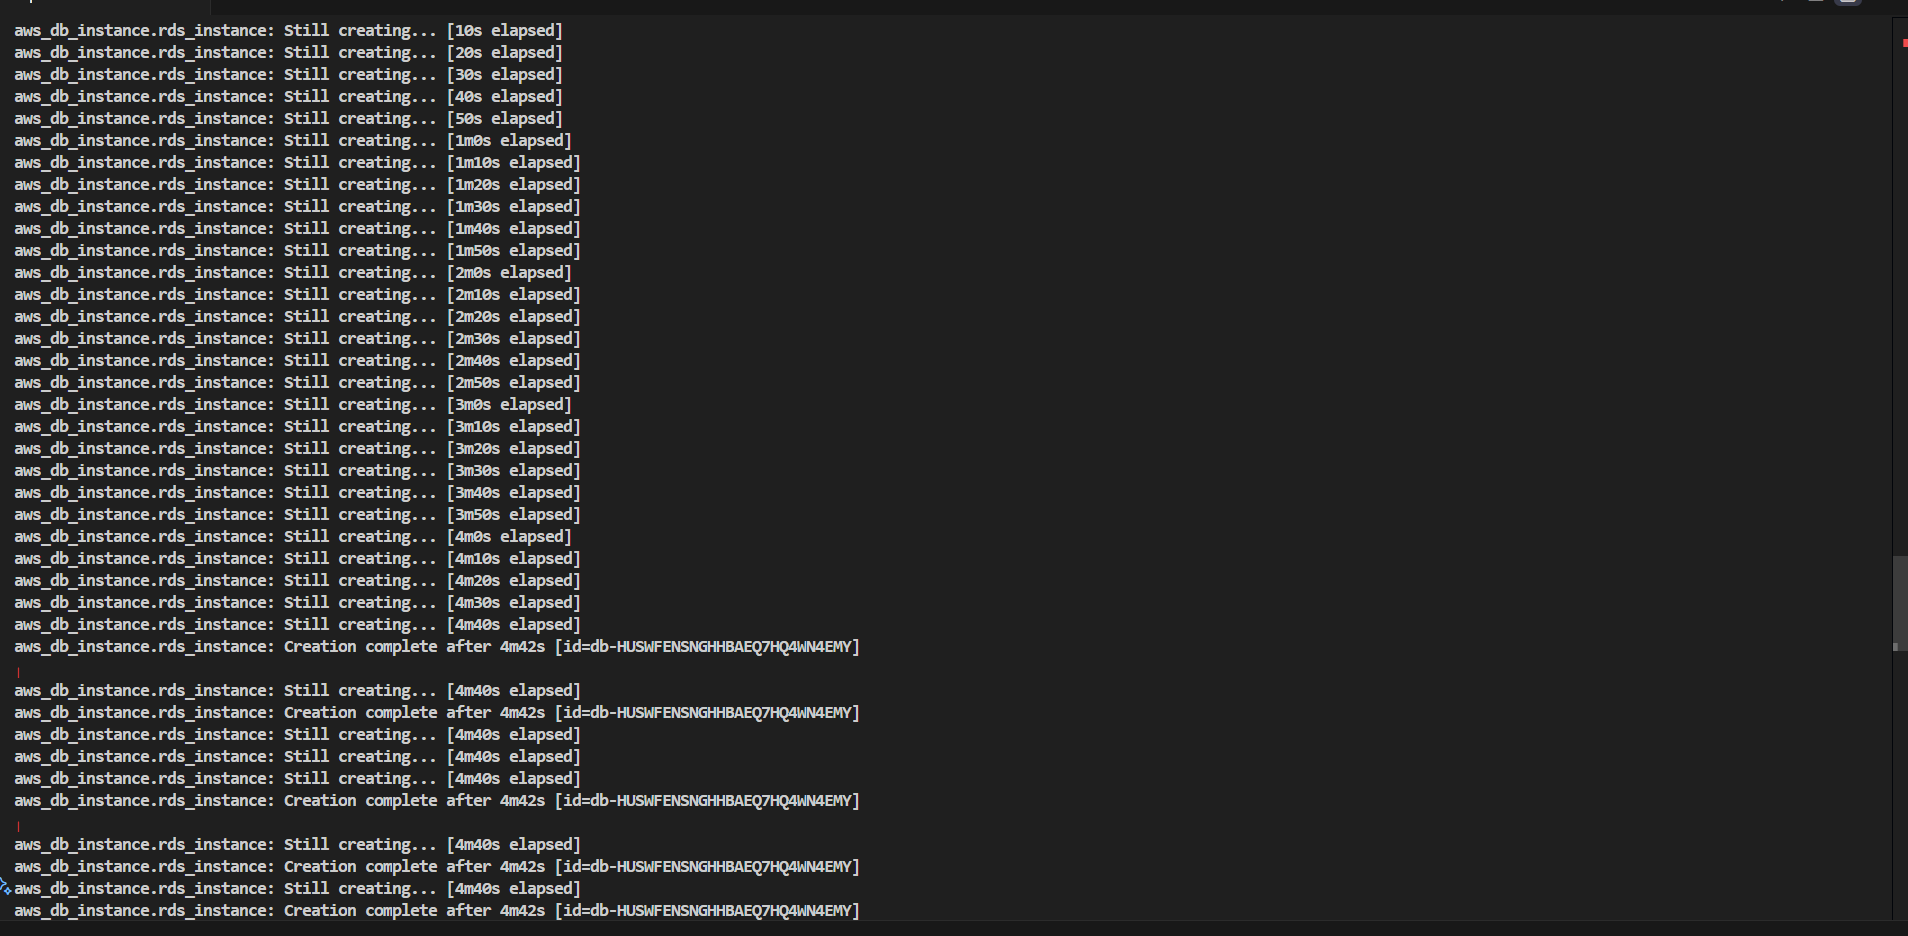 aws_db_instance.rds_instance: Still creating... [10s elapsed]
aws_db_instance.rds_instance: Still creating... [20s elapsed]
aws_db_instance.rds_instance: Still creating... [30s elapsed]
aws_db_instance.rds_instance: Still creating... [40s elapsed]
aws_db_instance.rds_instance: Still creating... [50s elapsed]
aws_db_instance.rds_instance: Still creating... [1m0s elapsed]
aws_db_instance.rds_instance: Still creating... [1m10s elapsed]
aws_db_instance.rds_instance: Still creating... [1m20s elapsed]
aws_db_instance.rds_instance: Still creating... [1m30s elapsed]
aws_db_instance.rds_instance: Still creating... [1m40s elapsed]
aws_db_instance.rds_instance: Still creating... [1m50s elapsed]
aws_db_instance.rds_instance: Still creating... [2m0s elapsed]
aws_db_instance.rds_instance: Still creating... [2m10s elapsed]
aws_db_instance.rds_instance: Still creating... [2m20s elapsed]
aws_db_instance.rds_instance: Still creating... [2m30s elapsed]
aws_db_instance.rds_instance: Still creating... [2m40s elapsed]
aws_db_instance.rds_instance: Still creating... [2m50s elapsed]
aws_db_instance.rds_instance: Still creating... [3m0s elapsed]
aws_db_instance.rds_instance: Still creating... [3m10s elapsed]
aws_db_instance.rds_instance: Still creating... [3m20s elapsed]
aws_db_instance.rds_instance: Still creating... [3m30s elapsed]
aws_db_instance.rds_instance: Still creating... [3m40s elapsed]
aws_db_instance.rds_instance: Still creating... [3m50s elapsed]
aws_db_instance.rds_instance: Still creating... [4m0s elapsed]
aws_db_instance.rds_instance: Still creating... [4m10s elapsed]
aws_db_instance.rds_instance: Still creating... [4m20s elapsed]
aws_db_instance.rds_instance: Still creating... [4m30s elapsed]
aws_db_instance.rds_instance: Still creating... [4m40s elapsed]
aws_db_instance.rds_instance: Creation complete after 4m42s [id=db-HUSWFENSNGHHBAEQ7HQ4WN4EMY]
aws_db_instance.rds_instance: Still creating... [4m40s elapsed]
aws_db_instance.rds_instance: Creation complete after 4m42s [id=db-HUSWFENSNGHHBAEQ7HQ4WN4EMY]
aws_db_instance.rds_instance: Still creating... [4m40s elapsed]
aws_db_instance.rds_instance: Still creating... [4m40s elapsed]
aws_db_instance.rds_instance: Still creating... [4m40s elapsed]
aws_db_instance.rds_instance: Creation complete after 4m42s [id=db-HUSWFENSNGHHBAEQ7HQ4WN4EMY]
aws_db_instance.rds_instance: Still creating... [4m40s elapsed]
aws_db_instance.rds_instance: Creation complete after 4m42s [id=db-HUSWFENSNGHHBAEQ7HQ4WN4EMY]
aws_db_instance.rds_instance: Still creating... [4m40s elapsed]
aws_db_instance.rds_instance: Creation complete after 4m42s [id=db-HUSWFENSNGHHBAEQ7HQ4WN4EMY]